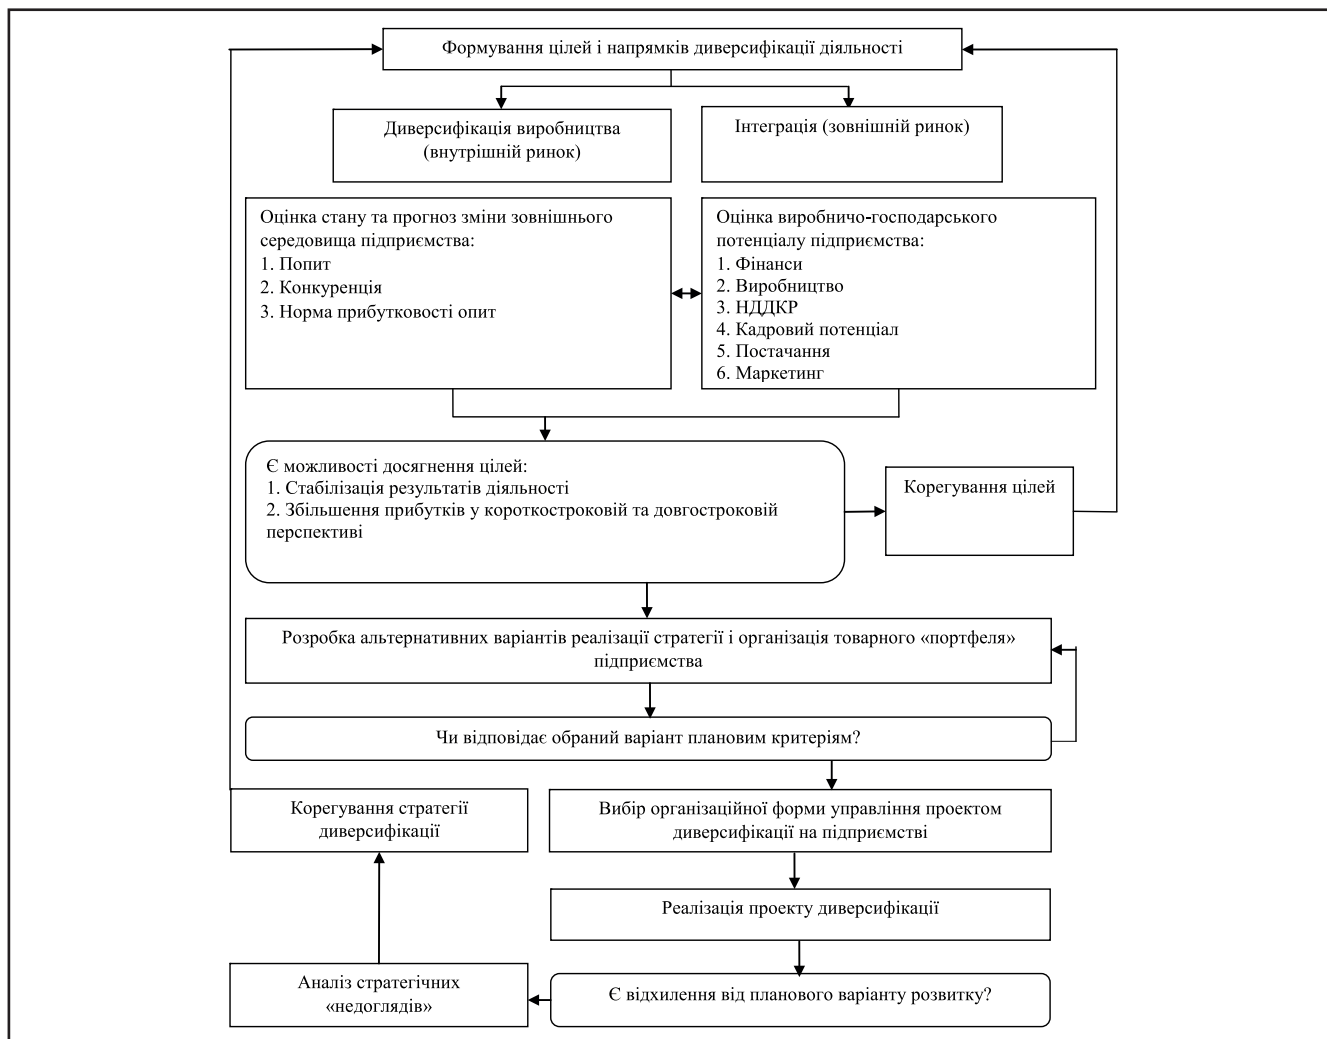 Формування цілей і напрямків диверсифікації діяльності
Диверсифікація виробництва
(внутрішній ринок)
Інтеграція (зовнішній ринок)
Оцінка стану та прогноз зміни зовнішнього
середовища підприємства:
1. Попит
2. Конкуренція
3. Норма прибутковості опит
Оцінка виробничо-господарського
потенціалу підприємства:
1. Фінанси
2. Виробництво
3. НДДКР
4. Кадровий потенціал
5. Постачання
6. Маркетинг
Є можливості досягнення цілей:
1. Стабілізація результатів діяльності
2. Збільшення прибутків у короткостроковій та довгостроковій
перспективі
Корегування цілей
Розробка альтернативних варіантів реалізації стратегії і організація товарного «портфеля»
підприємства
Чи відповідає обраний варіант плановим критеріям?
Корегування стратегії
диверсифікації
Вибір організаційної форми управління проектом
диверсифікації на підприємстві
Реалізація проекту диверсифікації
Аналіз стратегічних
«недоглядів»
Є відхилення від планового варіанту розвитку?